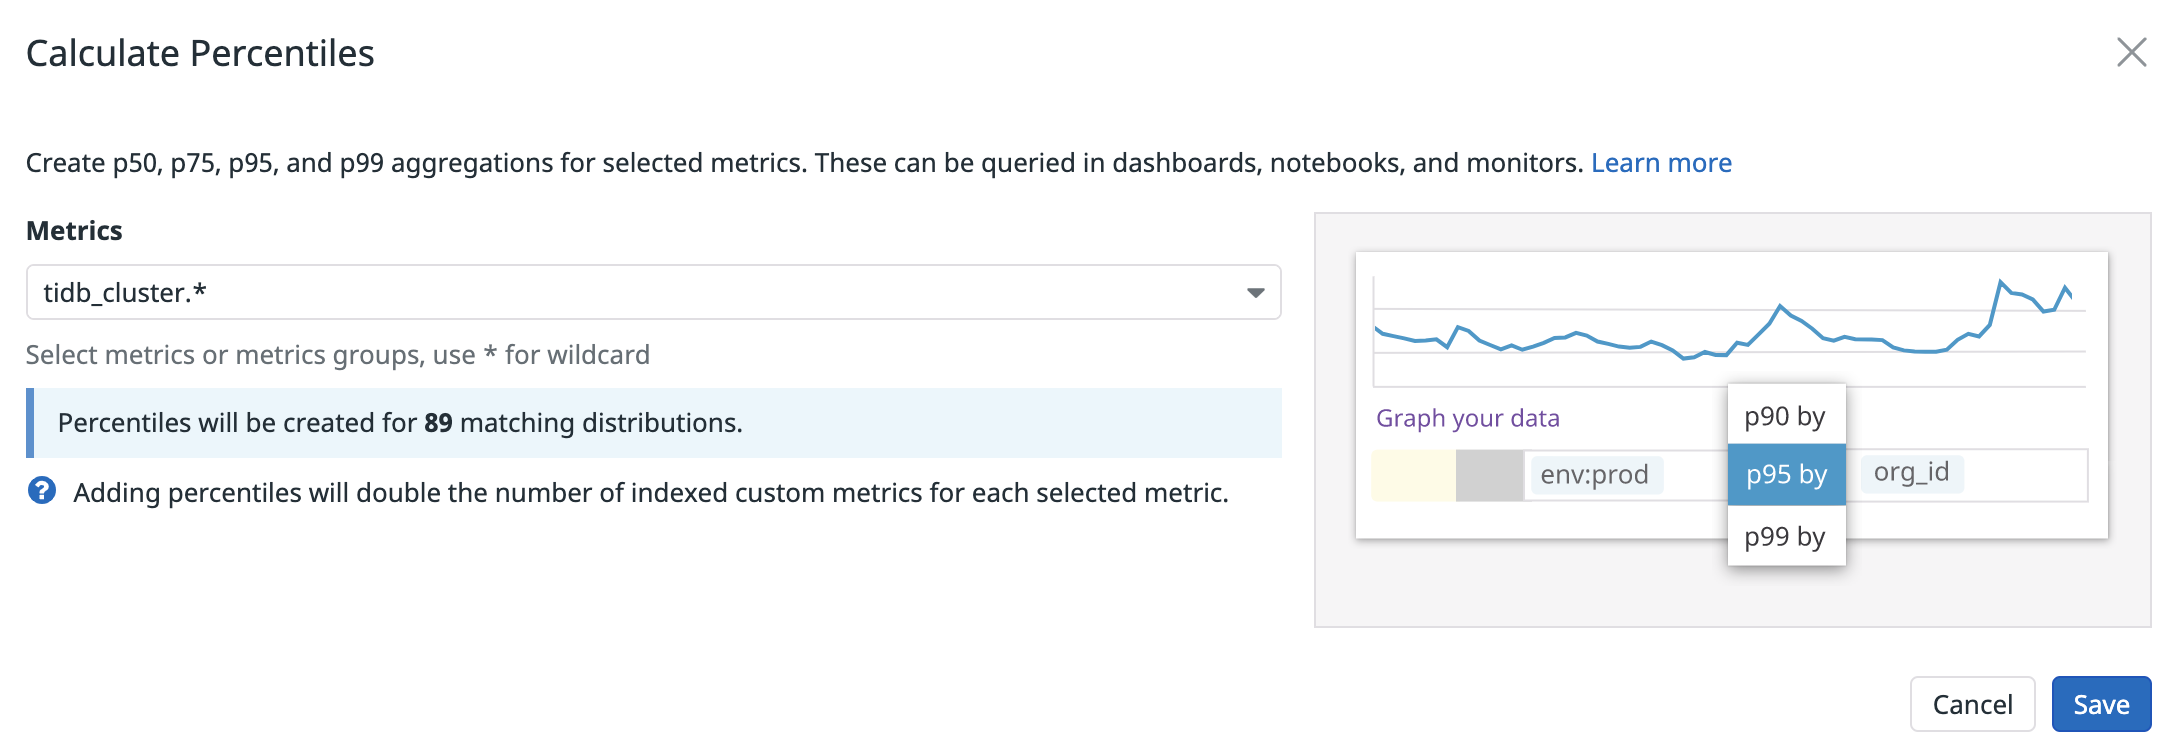 Calculate Percentiles
Create p50, p75, p95, and p99 aggregations for selected metrics. These can be queried in dashboards, notebooks, and monitors. Learn more
Metrics
tidb_cluster.*
Select metrics or metrics groups, use * for wildcard
Percentiles will be created for 89 matching distributions.
? Adding percentiles will double the number of indexed custom metrics for each selected metric.
Graph your data
p90 by
env:prod p95 by org_id
p99 by
Cancel Save